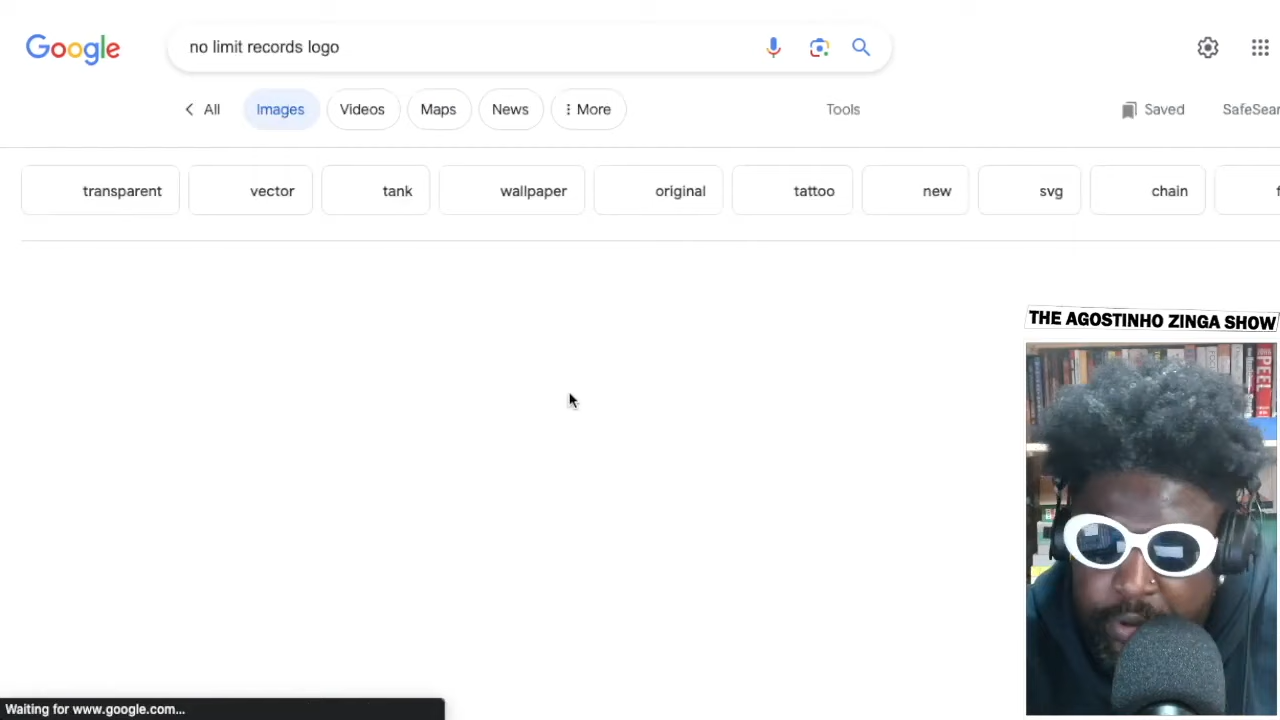 Google
no limit records logo
All
Images
Videos
Maps
News
More
Tools
Saved
SafeSear
transparent
vector
tank
wallpaper
original
tattoo
new
svg
chain
THE AGOSTINHO ZINGA SHOW
PEEL
Waiting for www.google.com...